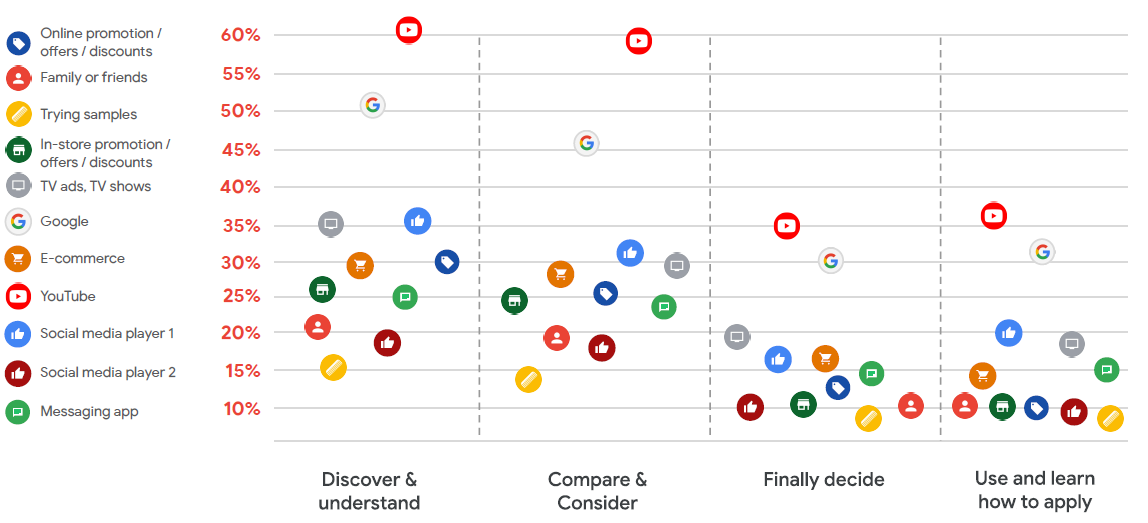 Online promotion /
offers / discounts
Family or friends
Trying samples
In-store promotion /
offers / discounts
TV ads, TV shows
Google
E-commerce
YouTube
Social media player 1
Social media player 2
Messaging app
60%
55%
50%
45%
40%
35%
30%
25%
20%
15%
10%
Discover &
understand
Compare &
Consider
Finally decide
Use and learn
how to apply